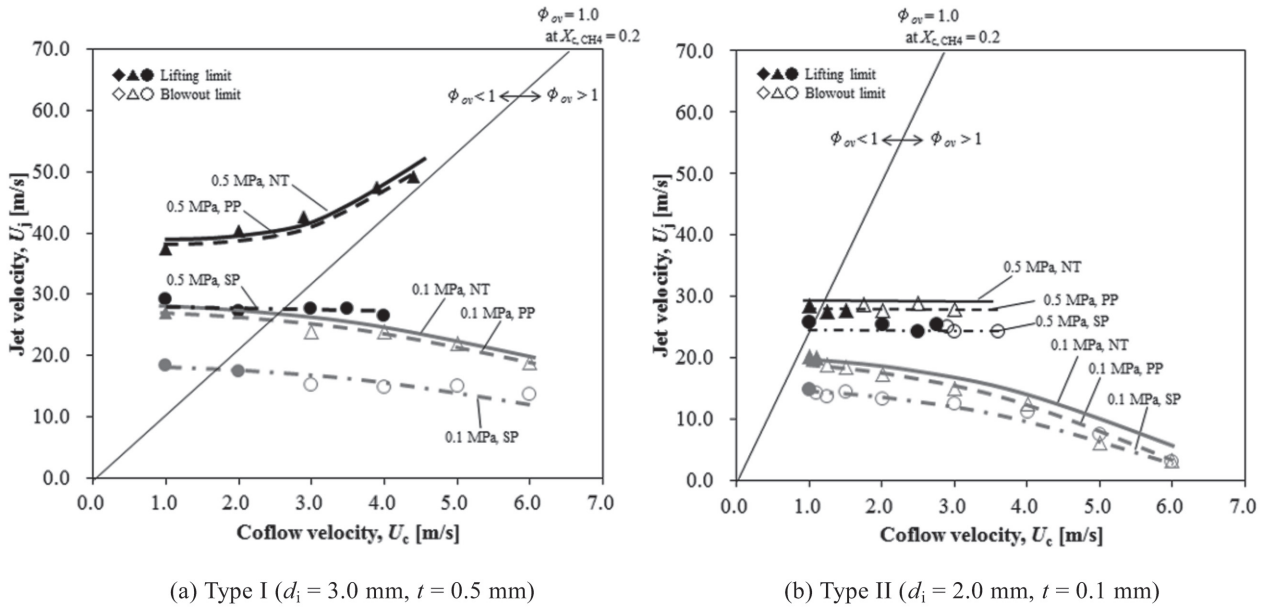 ϕov = 1.0
at Xc, CH4 = 0.2
70.0
60.0
50.0
40.0
30.0
20.0
10.0
0.0
Jet velocity, Uj [m/s]
Lifting limit
Blowout limit
ϕov < 1
ϕov > 1
0.5 MPa, NT
0.5 MPa, PP
0.5 MPa, SP
0.1 MPa, NT
0.1 MPa, PP
0.1 MPa, SP
0.0 1.0 2.0 3.0 4.0 5.0 6.0 7.0
Coflow velocity, Uc [m/s]
(a) Type I (di = 3.0 mm, t = 0.5 mm)
ϕov = 1.0
at Xc, CH4 = 0.2
70.0
60.0
50.0
40.0
30.0
20.0
10.0
0.0
Jet velocity, Uj [m/s]
Lifting limit
Blowout limit
ϕov < 1
ϕov > 1
0.5 MPa, NT
0.5 MPa, PP
0.5 MPa, SP
0.1 MPa, NT
0.1 MPa, PP
0.1 MPa, SP
0.0 1.0 2.0 3.0 4.0 5.0 6.0 7.0
Coflow velocity, Uc [m/s]
(b) Type II (di = 2.0 mm, t = 0.1 mm)